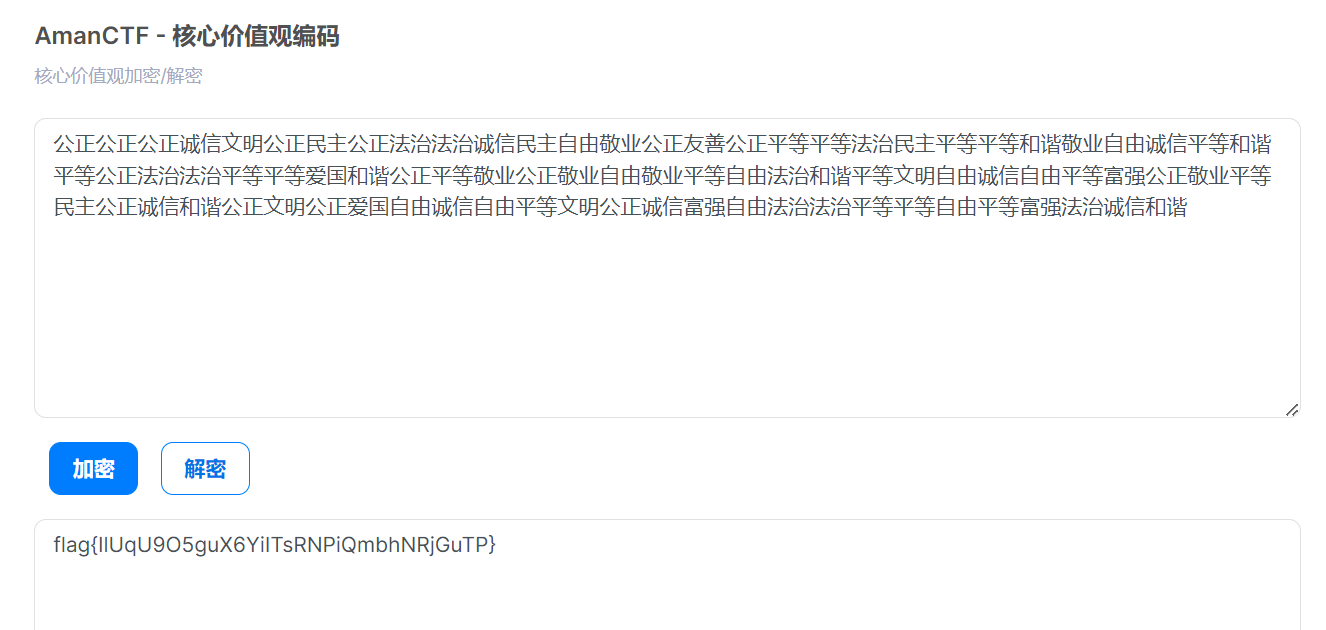 AmanCTF - 核心价值观编码
核心价值观加密/解密
公正公正公正诚信文明公正民主公正法治法治诚信民主自由敬业公正友善公正平等平等法治民主平等平等和谐敬业自由诚信平等和谐
平等公正法治法治平等平等爱国和谐公正平等敬业公正敬业自由敬业平等自由法治和谐平等文明自由诚信自由平等富强公正敬业平等
民主公正诚信和谐公正文明公正爱国自由诚信自由平等文明公正诚信富强自由法治法治平等平等自由平等富强法治诚信和谐
加密 解密
flag{IlUqU9O5guX6YiITsRNPiQmbhNRjGuTP}